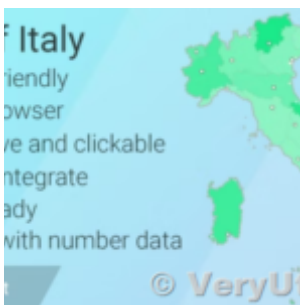 f Italy
riendly
owser
ve and clickable
ntegrate
ady
with number data
t
© VeryU